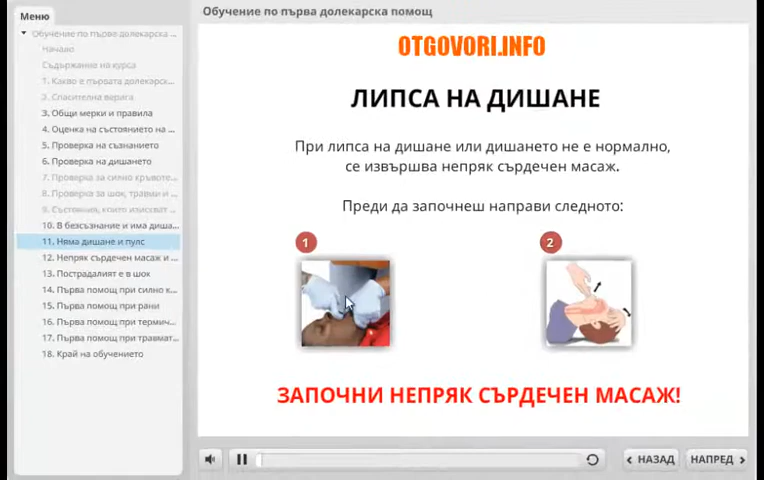 Меню
Обучение по първа долекарска ...
Начало
Съдържание на курса
1. Какво е първата долекарск...
2. Спасителна верига
3. Общи мерки и правила
4. Оценка на състоянието на ...
5. Проверка на съзнанието
6. Проверка на дишането
7. Проверка за силно кръвоте...
8. Проверка за шок, травми и ...
9. Състояния, които изискват ...
10. В безсъзнание и има диша...
11. Няма дишане и пулс
12. Непряк сърдечен масаж и ...
13. Пострадалият е в шок
14. Първа помощ при силно к...
15. Първа помощ при рани
16. Първа помощ при термич...
17. Първа помощ при травмат...
18. Край на обучението
Обучение по първа долекарска помощ
OTGOVORI.INFO
ЛИПСА НА ДИШАНЕ
При липса на дишане или дишането не е нормално,
се извършва непряк сърдечен масаж.
Преди да започнеш направи следното:
1
2
ЗАПОЧНИ НЕПРЯК СЪРДЕЧЕН МАСАЖ!
НАЗАД
НАПРЕД